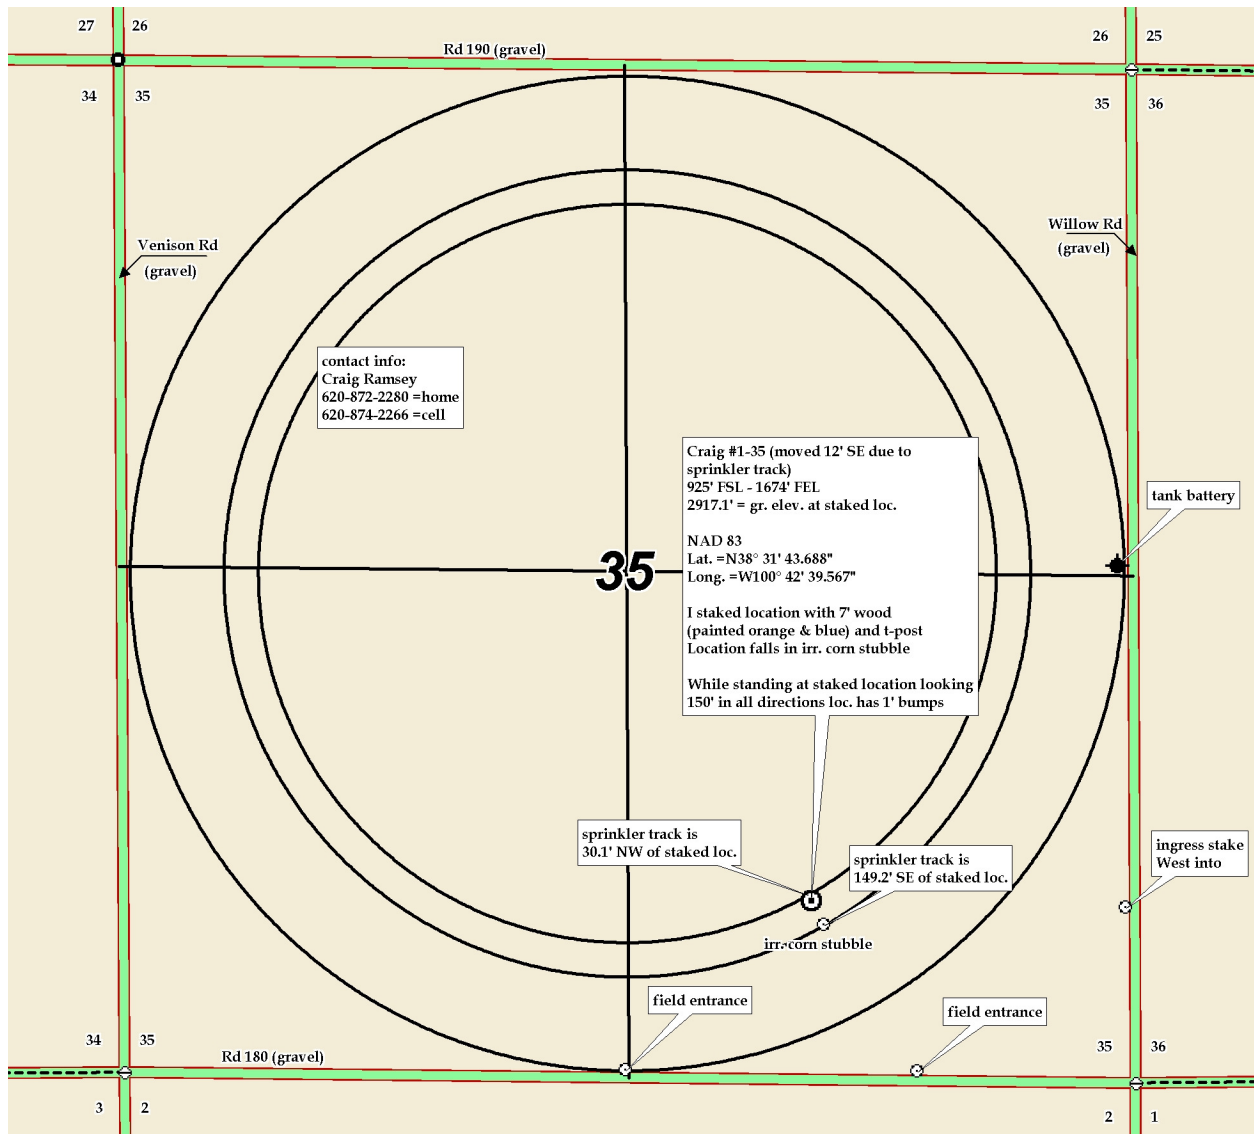 27 26
26 25
Rd 190 (gravel)
34 35
35 36
Venison Rd
(gravel)
Willow Rd
(gravel)
contact info:
Craig Ramsey
620-872-2280 =home
620-874-2266 =cell
Craig #1-35 (moved 12' SE due to
sprinkler track)
925' FSL - 1674' FEL
2917.1' = gr. elev. at staked loc.
NAD 83
Lat. =N38° 31' 43.688"
Long. =W100° 42' 39.567"
I staked location with 7' wood
(painted orange & blue) and t-post
Location falls in irr. corn stubble
While standing at staked location looking
150' in all directions loc. has 1' bumps
tank battery
35
sprinkler track is
30.1' NW of staked loc.
sprinkler track is
149.2' SE of staked loc.
ingress stake
West into
irr. corn stubble
field entrance
field entrance
34 35
35 36
Rd 180 (gravel)
3 2
2 1